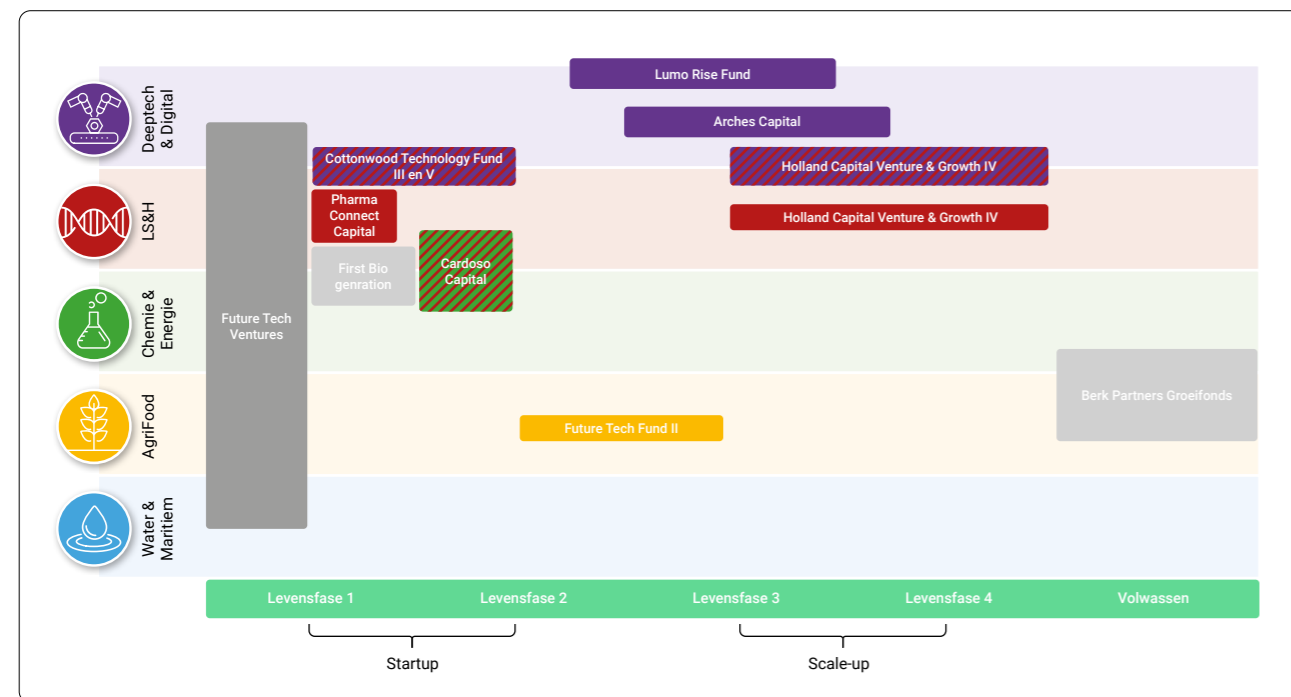 Deeptech
& Digital
LS&H
Chemie &
Energie
AgriFood
Water &
Maritiem
Lumo Rise Fund
Arches Capital
Cottonwood Technology Fund
III en V
Holland Capital Venture & Growth IV
Pharma
Connect
Capital
Holland Capital Venture & Growth IV
First Bio
genration
Cardoso
Capital
Future Tech
Ventures
Berk Partners Groeifonds
Future Tech Fund II
Levensfase 1
Levensfase 2
Levensfase 3
Levensfase 4
Volwassen
Startup
Scale-up